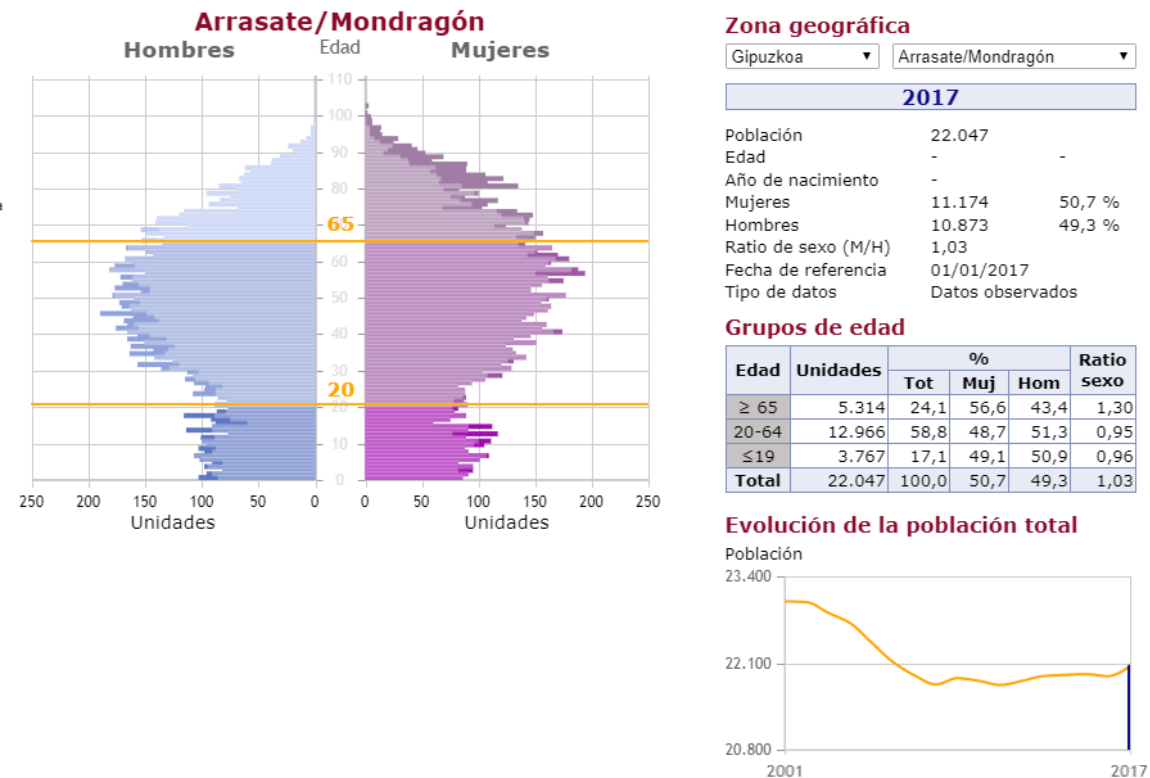 Arrasate/Mondragón
Hombres Edad Mujeres
110
100
90
80
65
60
50
40
30
20
20
10
0
250 200 150 100 50 0 0 50 100 150 200 250
Unidades Unidades
Zona geográfica
Gipuzkoa Arrasate/Mondragón
2017
Población 22.047
Edad - -
Año de nacimiento -
Mujeres 11.174 50,7 %
Hombres 10.873 49,3 %
Ratio de sexo (M/H) 1,03
Fecha de referencia 01/01/2017
Tipo de datos Datos observados
Grupos de edad
Edad Unidades % Ratio sexo
Tot Muj Hom
≥ 65 5.314 24,1 56,6 43,4 1,30
20-64 12.966 58,8 48,7 51,3 0,95
≤19 3.767 17,1 49,1 50,9 0,96
Total 22.047 100,0 50,7 49,3 1,03
Evolución de la población total
Población
23.400
22.100
20.800
2001 2017